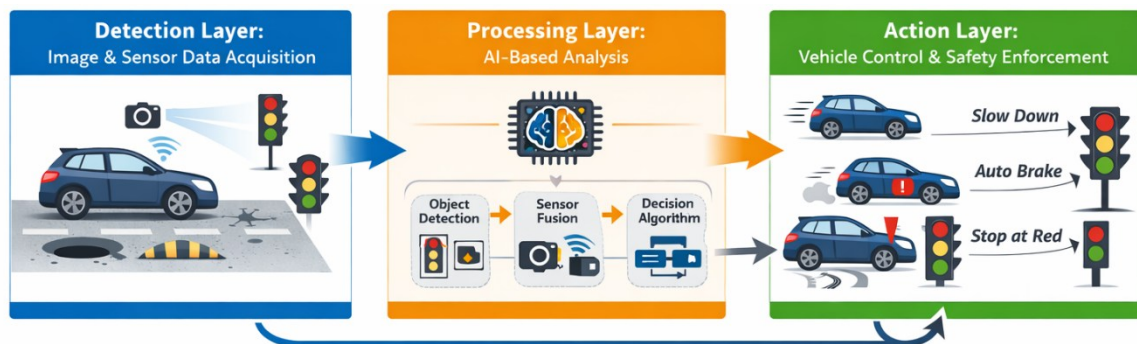 Detection Layer:
Image & Sensor Data Acquisition
Processing Layer:
AI-Based Analysis
Object
Detection
Sensor
Fusion
Decision
Algorithm
Action Layer:
Vehicle Control & Safety Enforcement
Slow Down
!
Auto Brake
Stop at Red